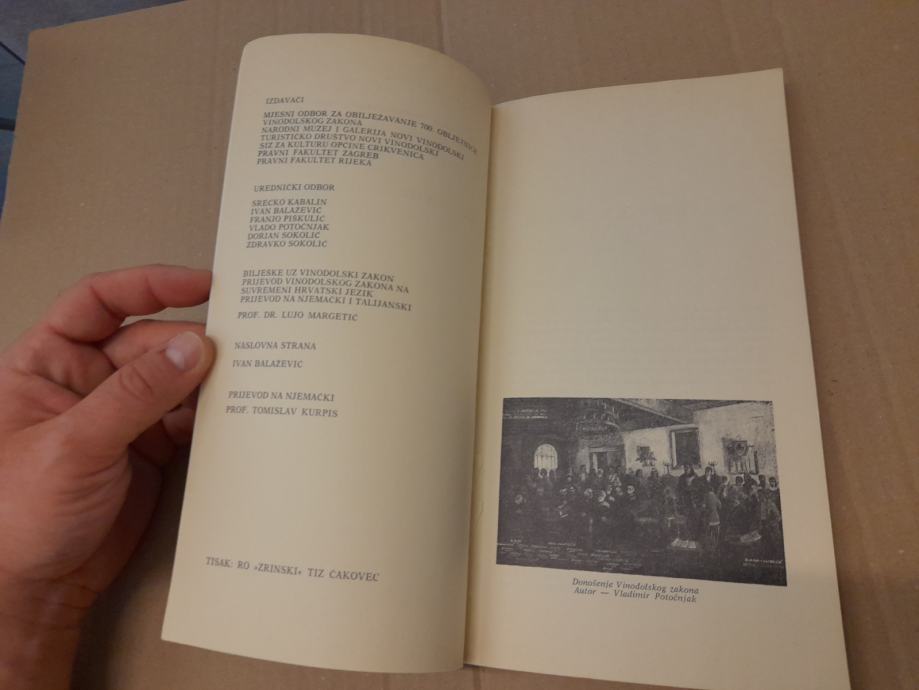 IZDAVAČI
MJESNI ODBOR ZA OBILJEŽAVANJE 700. OBLJETNICE
VINODOLSKOG ZAKONA
NARODNI MUZEJ I GALERIJA NOVI VINODOLSKI
TURISTIČKO DRUŠTVO NOVI VINODOLSKI
SIZ ZA KULTURU OPĆINE CRIKVENICA
PRAVNI FAKULTET ZAGREB
PRAVNI FAKULTET RIJEKA
UREDNIČKI ODBOR
SREĆKO KABALIN
IVAN BALAŽEVIĆ
FRANJO PIŠKULIĆ
VLADO POTOČNJAK
DORIAN SOKOLIĆ
ZDRAVKO SOKOLIĆ
BILJEŠKE UZ VINODOLSKI ZAKON
PRIJEVOD VINODOLSKOG ZAKONA NA
SUVREMENI HRVATSKI JEZIK
PRIJEVOD NA NJEMAČKI I TALIJANSKI
PROF. DR. LUJO MARGETIĆ
NASLOVNA STRANA
IVAN BALAŽEVIĆ
PRIJEVOD NA NJEMAČKI
PROF. TOMISLAV KURPIS
TISAK: RO »ZRINSKI« TIZ ČAKOVEC
Donošenje Vinodolskog zakona
Autor — Vladimir Potočnjak